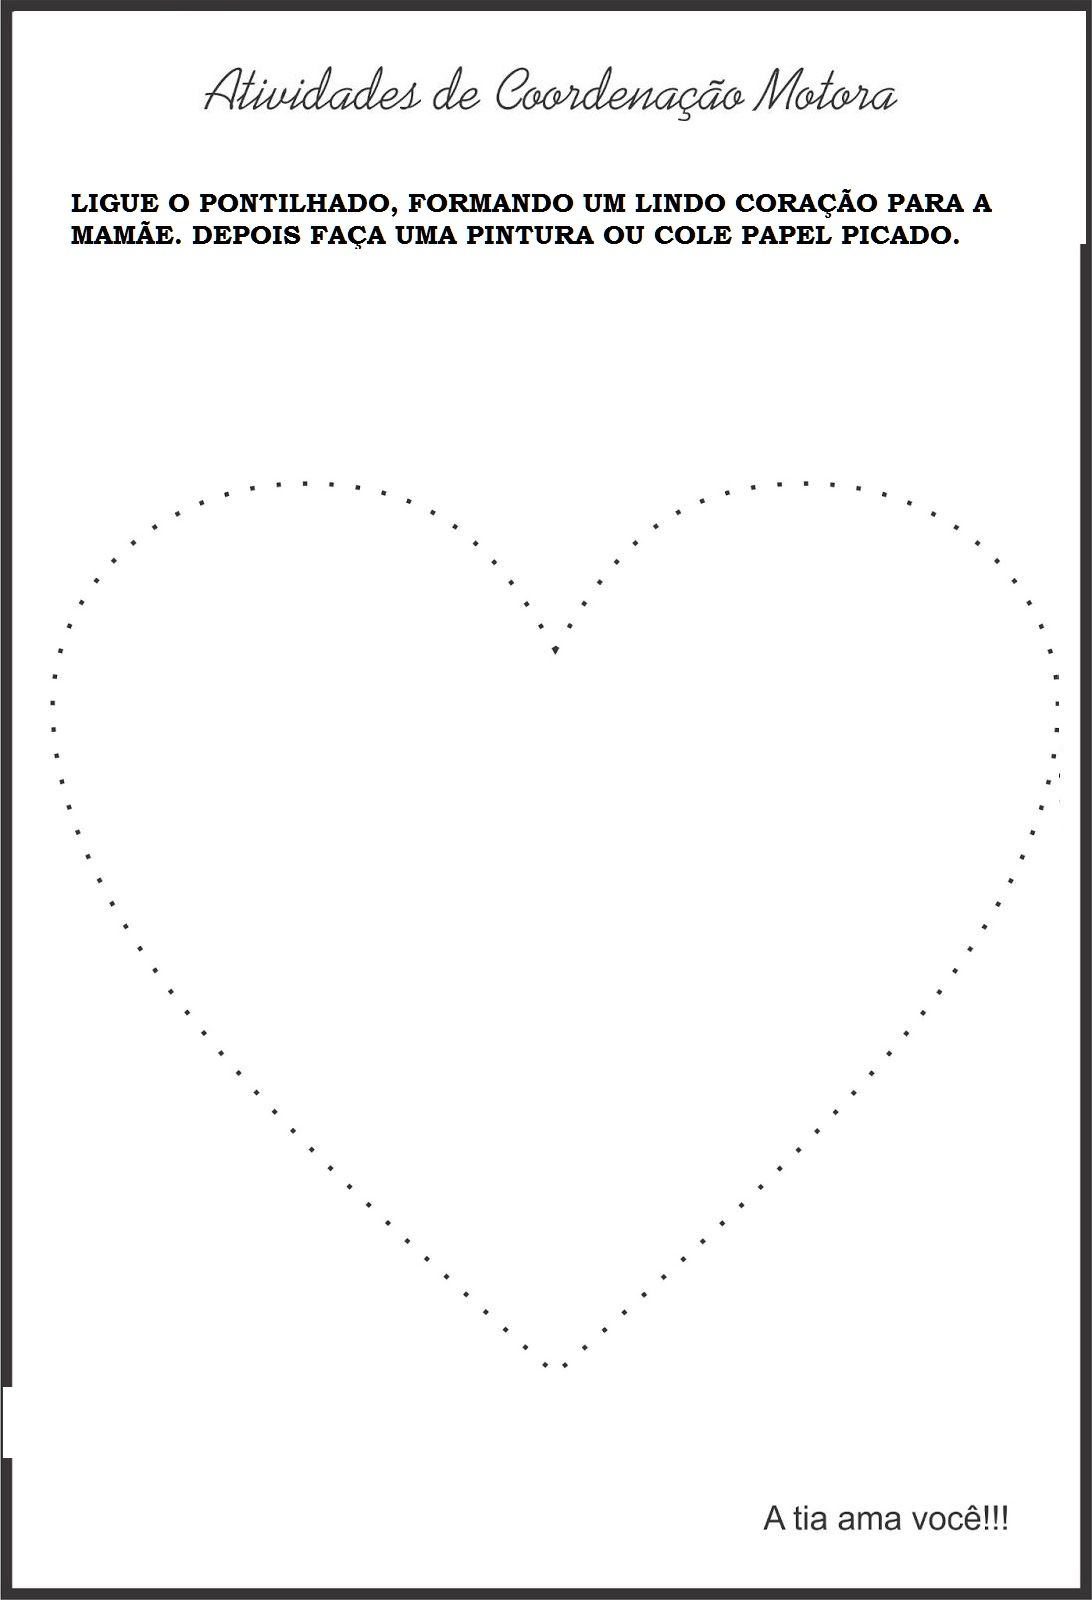 Atividades de Coordenação Motora
LIGUE O PONTILHADO, FORMANDO UM LINDO CORAÇÃO PARA A
MAMÃE. DEPOIS FAÇA UMA PINTURA OU COLE PAPEL PICADO.
A tia ama você!!!